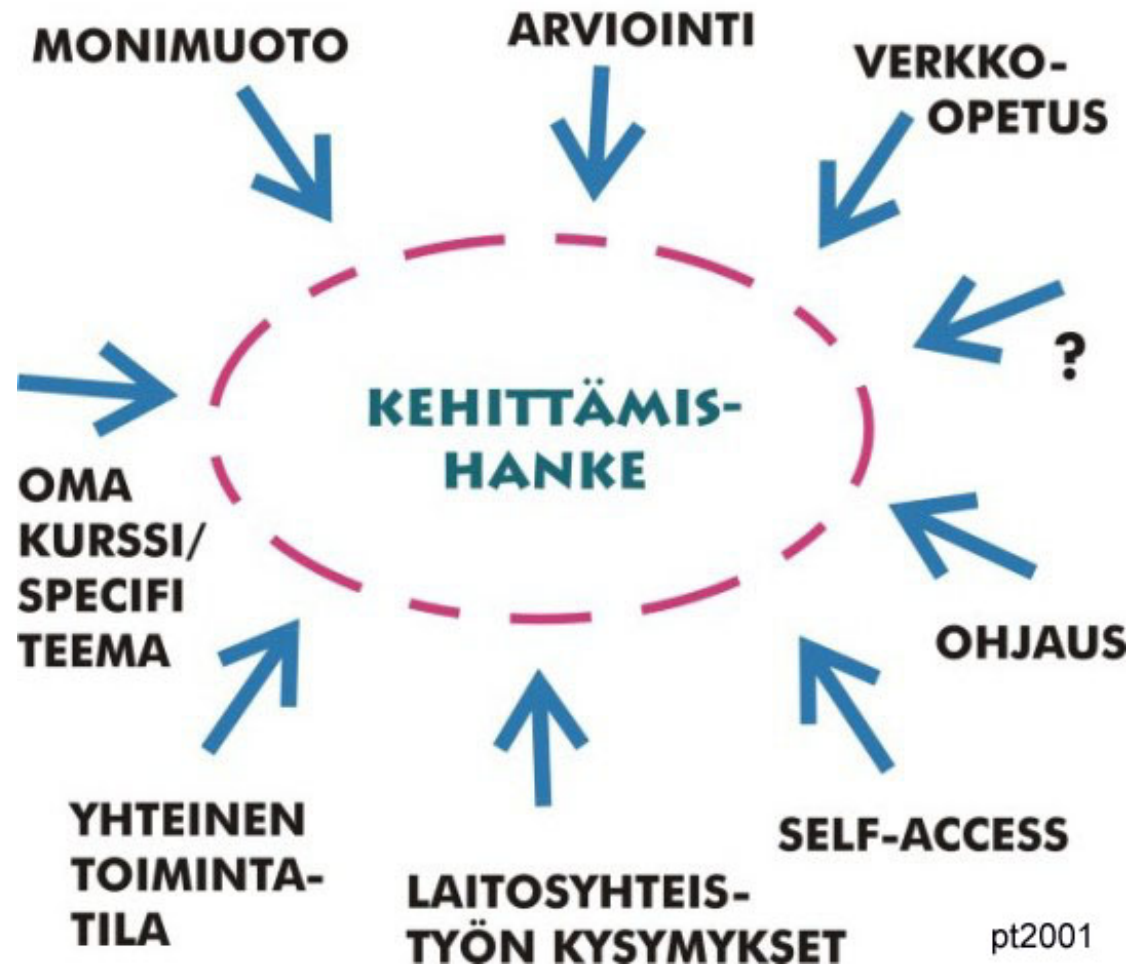 MONIMUOTO
ARVIOINTI
VERKKO-
OPETUS
?
KEHITTÄMIS-
HANKE
OMA
KURSSI/
SPECIFI
TEEMA
OHJAUS
YHTEINEN
TOIMINTA-
TILA
LAITOSYHTEIS-
TYÖN KYSYMYKSET
SELF-ACCESS
pt2001